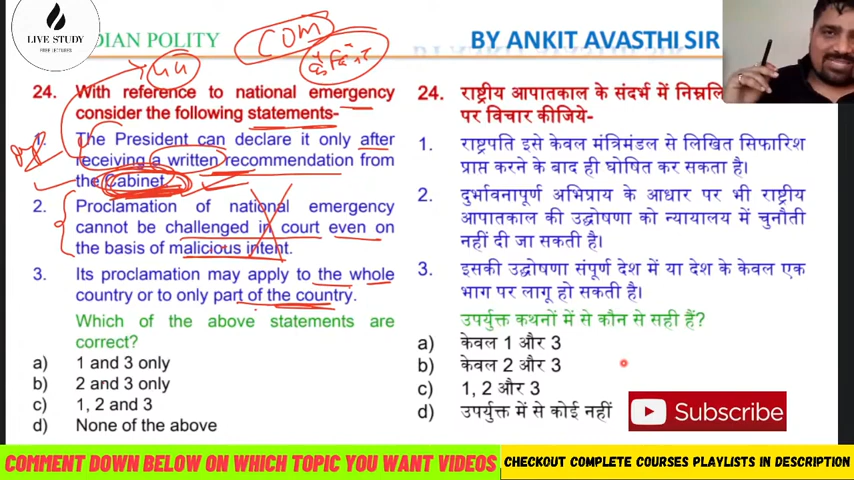 LIVE STUDY
FREE LECTURES
DIAN POLITY
BY ANKIT AVASTHI SIR
COM
कैबिनेट
44
24. With reference to national emergency
consider the following statements-
1. The President can declare it only after
receiving a written recommendation from
the Cabinet.
2. Proclamation of national emergency
cannot be challenged in court even on
the basis of malicious intent.
3. Its proclamation may apply to the whole
country or to only part of the country.
Which of the above statements are
correct?
a) 1 and 3 only
b) 2 and 3 only
c) 1, 2 and 3
d) None of the above
24. राष्ट्रीय आपातकाल के संदर्भ में निम्नलि
पर विचार कीजिये-
1. राष्ट्रपति इसे केवल मंत्रिमंडल से लिखित सिफारिश
प्राप्त करने के बाद ही घोषित कर सकता है।
2. दुर्भावनापूर्ण अभिप्राय के आधार पर भी राष्ट्रीय
आपातकाल की उद्घोषणा को न्यायालय में चुनौती
नहीं दी जा सकती है।
3. इसकी उद्घोषणा संपूर्ण देश में या देश के केवल एक
भाग पर लागू हो सकती है।
उपर्युक्त कथनों में से कौन से सही हैं?
a) केवल 1 और 3
b) केवल 2 और 3
c) 1, 2 और 3
d) उपर्युक्त में से कोई नहीं
Subscribe
COMMENT DOWN BELOW ON WHICH TOPIC YOU WANT VIDEOS
CHECKOUT COMPLETE COURSES PLAYLISTS IN DESCRIPTION